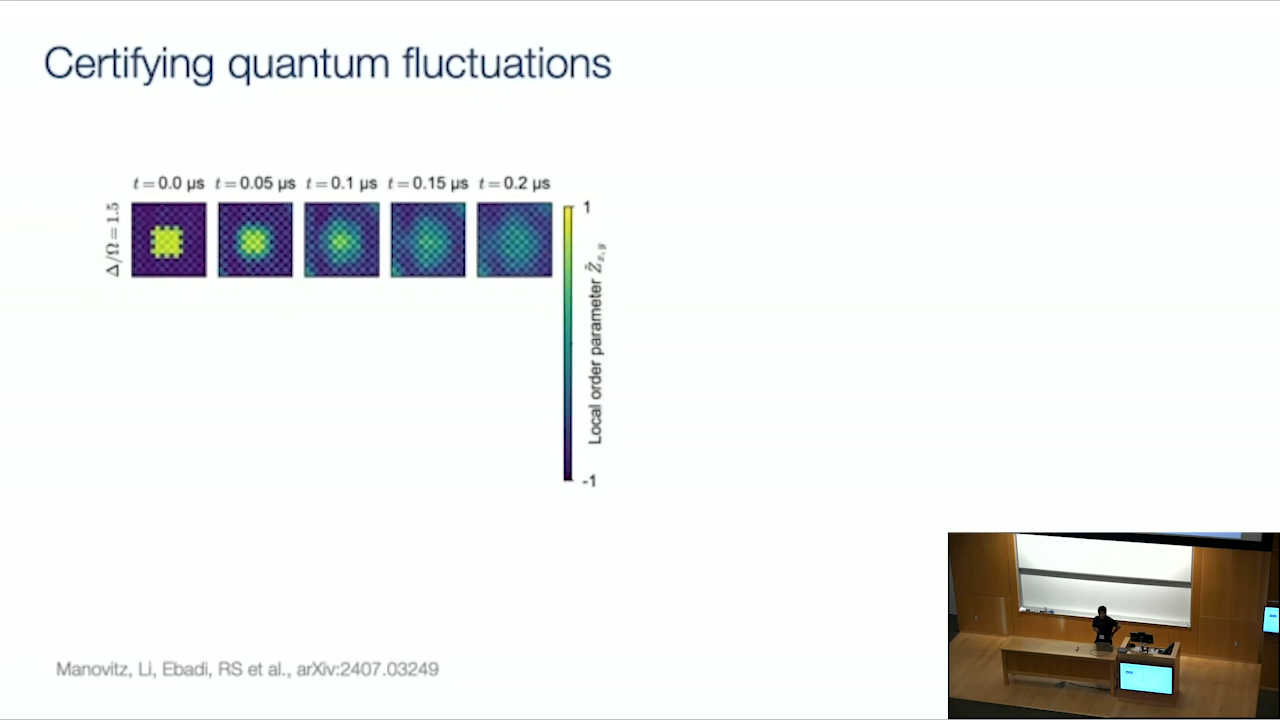 Certifying quantum fluctuations
t = 0.0 μs t = 0.05 μs t = 0.1 μs t = 0.15 μs t = 0.2 μs
Δ/Ω = 1.5
1
Local order parameter Z̃x,y
-1
Manovitz, Li, Ebadi, RS et al., arXiv:2407.03249